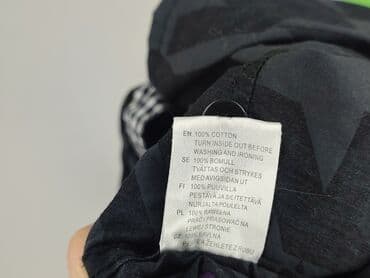 EN: 100% COTTON
TURN INSIDE OUT BEFORE
WASHING AND IRONING
SE: 100% BOMULL
TVÄTTAS OCH STRYKES
MED AVIGSIDAN UT
FI: 100% PUUVILLA
PESTÄVÄ JA SILITETTÄVÄ
NURJALTA PUOLELTA
PL: 100% BAWEŁNA
PRAĆ I PRASOWAĆ NA
LEWEJ STRONIE
CZ: 100% BAVLNA
A ŽEHLETE Z RUBU